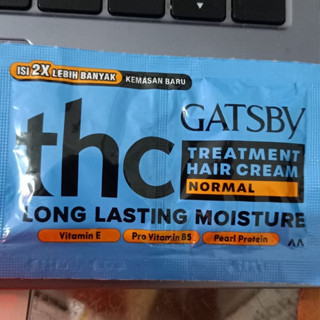 ISI 2X LEBIH BANYAK KEMASAN BARU
thc
GATSBY
TREATMENT
HAIR CREAM
NORMAL
LONG LASTING MOISTURE
Vitamin E Pro Vitamin B5 Pearl Protein